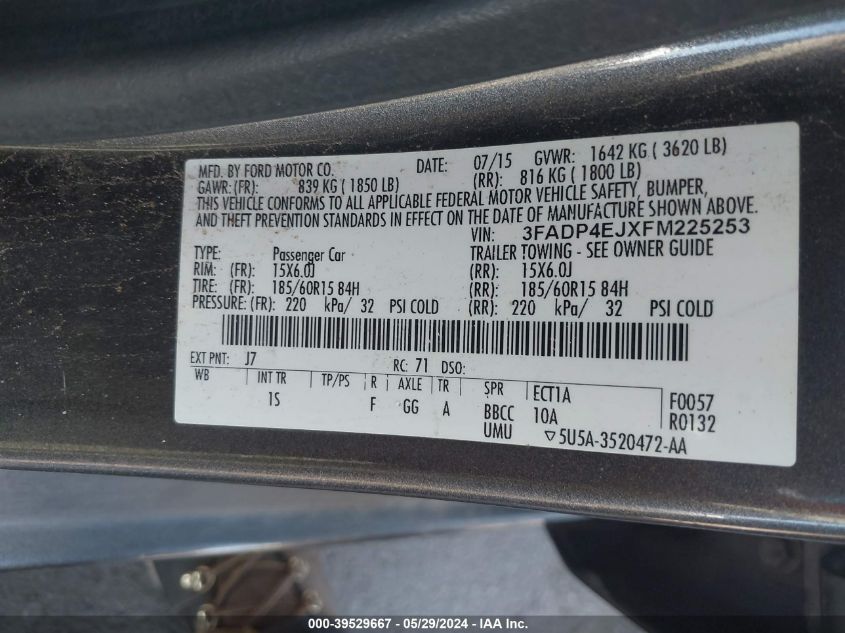 MFD. BY FORD MOTOR CO. DATE: 07/15 GVWR: 1642 KG ( 3620 LB)
GAWR: (FR): 839 KG ( 1850 LB) (RR): 816 KG ( 1800 LB)
THIS VEHICLE CONFORMS TO ALL APPLICABLE FEDERAL MOTOR VEHICLE SAFETY, BUMPER,
AND THEFT PREVENTION STANDARDS IN EFFECT ON THE DATE OF MANUFACTURE SHOWN ABOVE.
VIN: 3FADP4EJXFM225253
TYPE: Passenger Car TRAILER TOWING - SEE OWNER GUIDE
RIM: (FR): 15X6.0J (RR): 15X6.0J
TIRE: (FR): 185/60R15 84H (RR): 185/60R15 84H
PRESSURE: (FR): 220 kPa/ 32 PSI COLD (RR): 220 kPa/ 32 PSI COLD
EXT PNT: J7 RC: 71 DSO:
WB INT TR TP/PS R AXLE TR SPR ECT1A F0057
1S F GG A BBCC 10A R0132
UMU ▽5U5A-3520472-AA
000-39529667 - 05/29/2024 - IAA Inc.